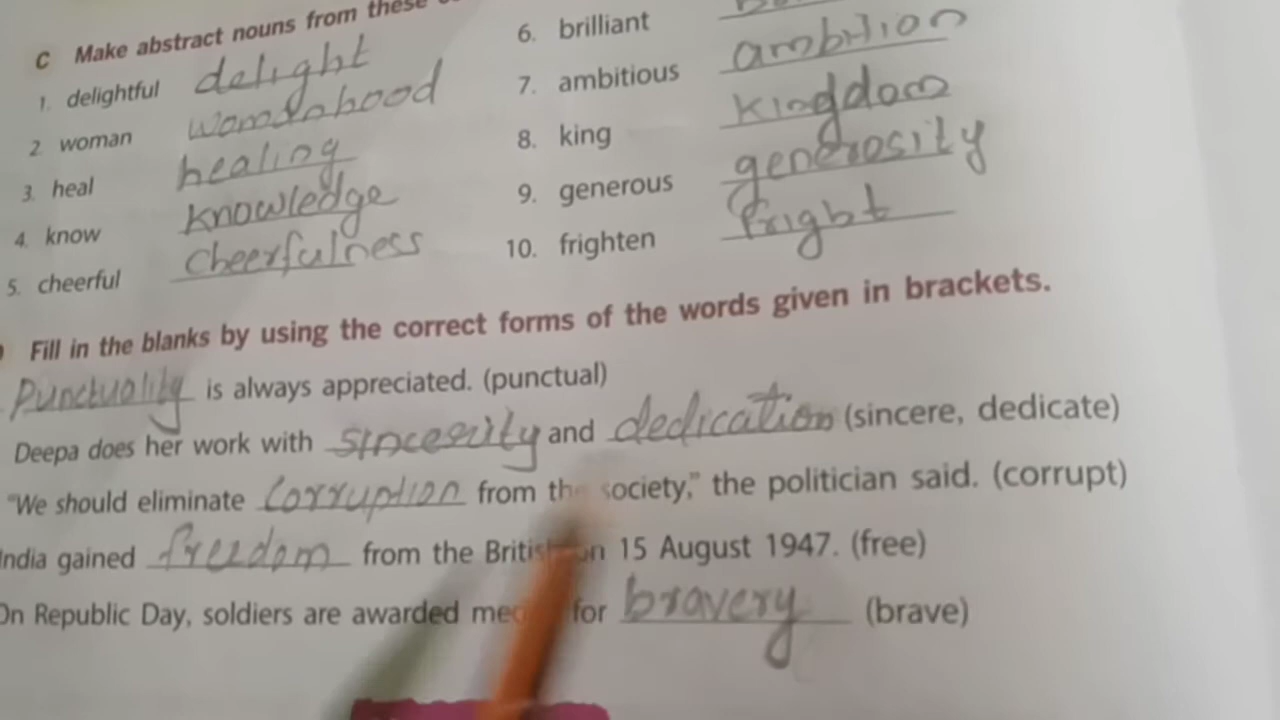 C Make abstract nouns from these
1. delightful delight
2 woman womanhood
3. heal healing
4. know knowledge
5. cheerful cheerfulness
6. brilliant
7. ambitious ambition
8. king kingdom
9. generous generosity
10. frighten fright
Fill in the blanks by using the correct forms of the words given in brackets.
Punctuality is always appreciated. (punctual)
Deepa does her work with sincerity and dedication (sincere, dedicate)
"We should eliminate corruption from the society," the politician said. (corrupt)
India gained freedom from the British on 15 August 1947. (free)
On Republic Day, soldiers are awarded for bravery (brave)